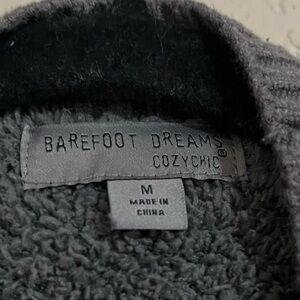 BAREFOOT DREAMS
COZYCHIC®
M
MADE IN
CHINA